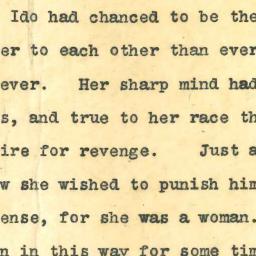 Ido had chanced to be the
er to each other than ever
ever. Her sharp mind had
s, and true to her race th
ire for revenge. Just a
w she wished to punish him
ense, for she was a woman.
n in this way for some tim